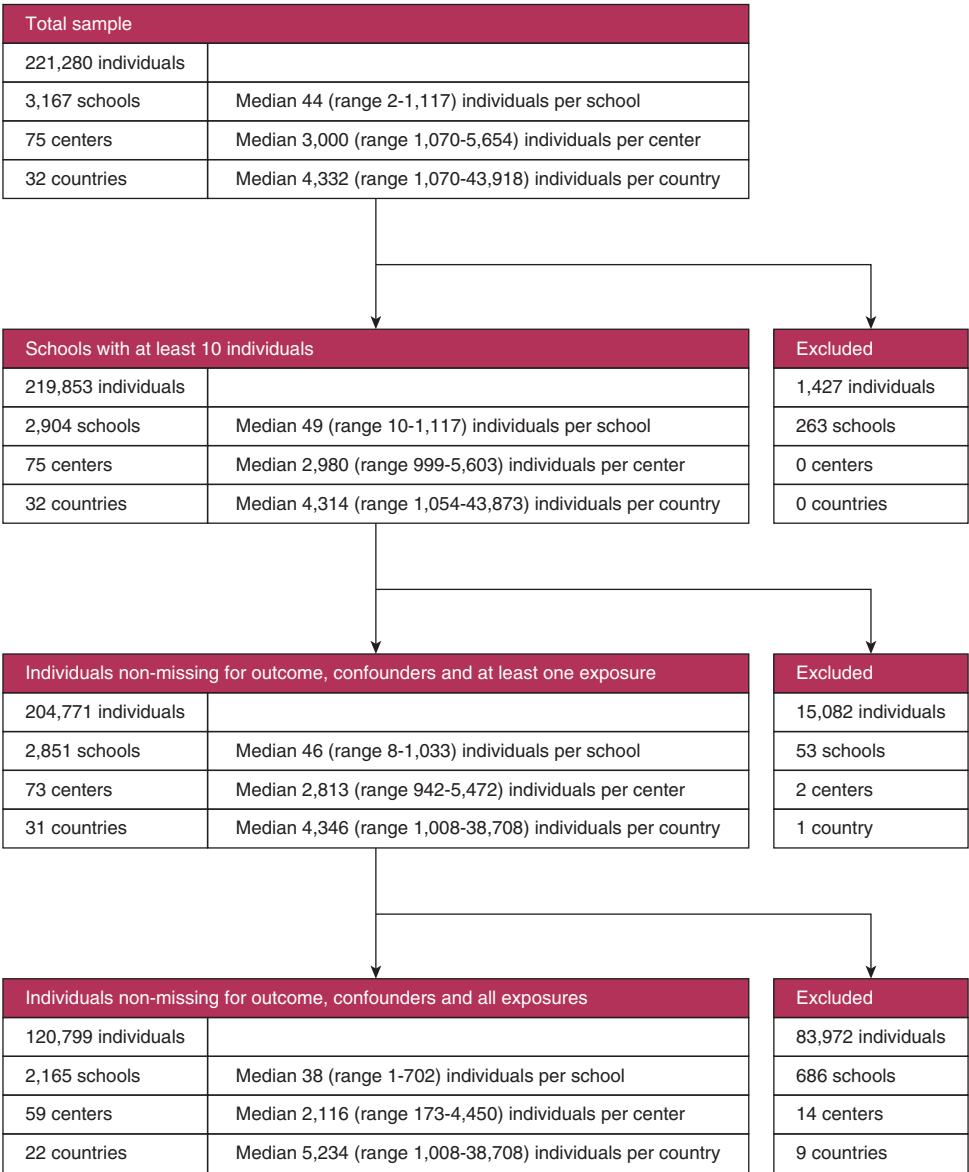 Total sample
221,280 individuals
3,167 schools Median 44 (range 2-1,117) individuals per school
75 centers Median 3,000 (range 1,070-5,654) individuals per center
32 countries Median 4,332 (range 1,070-43,918) individuals per country
Schools with at least 10 individuals Excluded
219,853 individuals 1,427 individuals
2,904 schools Median 49 (range 10-1,117) individuals per school 263 schools
75 centers Median 2,980 (range 999-5,603) individuals per center 0 centers
32 countries Median 4,314 (range 1,054-43,873) individuals per country 0 countries
Individuals non-missing for outcome, confounders and at least one exposure Excluded
204,771 individuals 15,082 individuals
2,851 schools Median 46 (range 8-1,033) individuals per school 53 schools
73 centers Median 2,813 (range 942-5,472) individuals per center 2 centers
31 countries Median 4,346 (range 1,008-38,708) individuals per country 1 country
Individuals non-missing for outcome, confounders and all exposures Excluded
120,799 individuals 83,972 individuals
2,165 schools Median 38 (range 1-702) individuals per school 686 schools
59 centers Median 2,116 (range 173-4,450) individuals per center 14 centers
22 countries Median 5,234 (range 1,008-38,708) individuals per country 9 countries